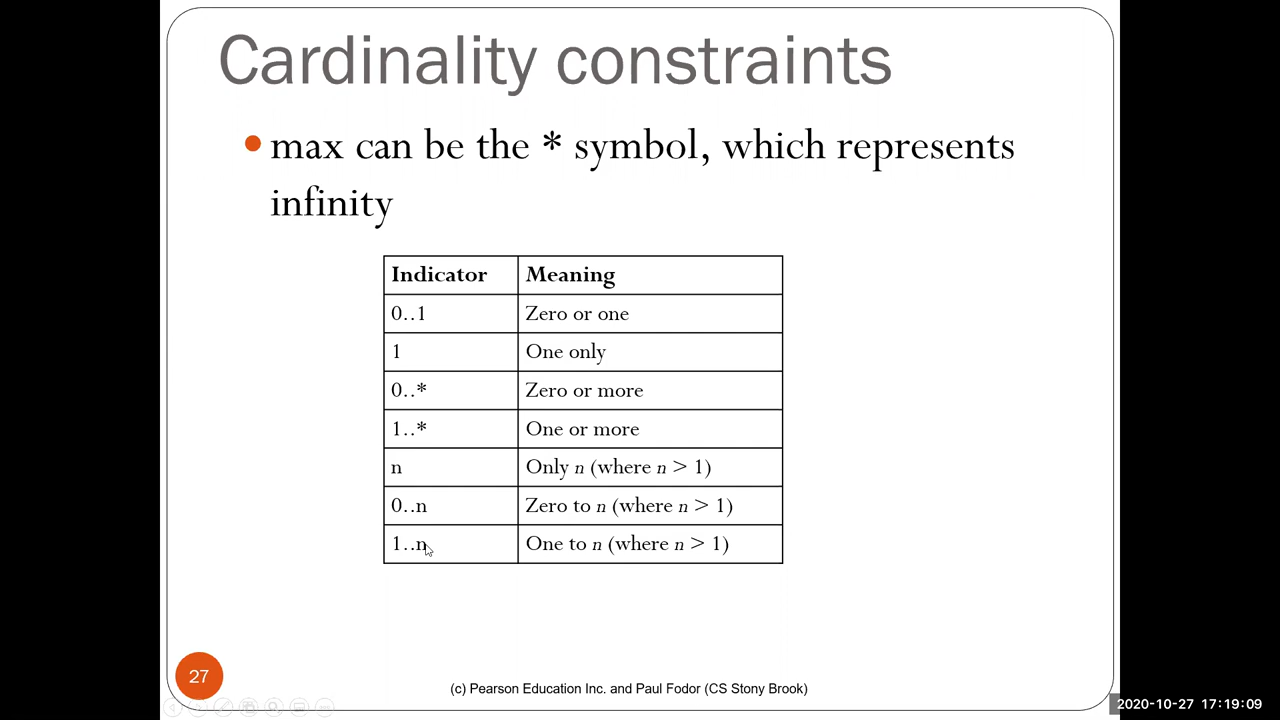 Cardinality constraints
max can be the * symbol, which represents
infinity
Indicator Meaning
0..1 Zero or one
1 One only
0..* Zero or more
1..* One or more
n Only n (where n > 1)
0..n Zero to n (where n > 1)
1..n One to n (where n > 1)
27
(c) Pearson Education Inc. and Paul Fodor (CS Stony Brook)
2020-10-27 17:19:09